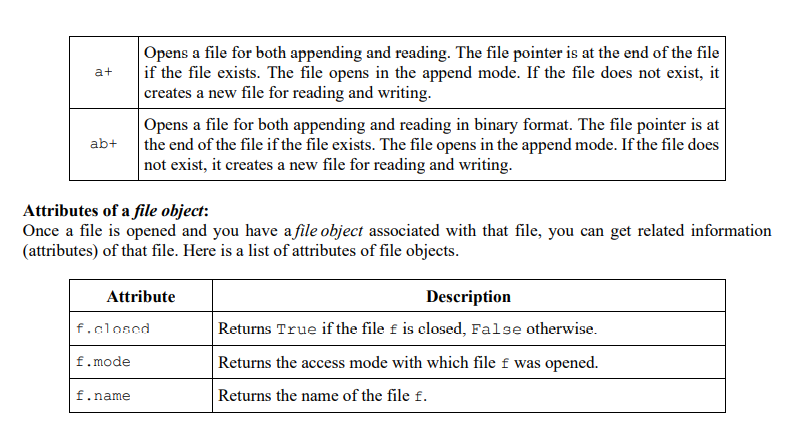 a+
Opens a file for both appending and reading. The file pointer is at the end of the file
if the file exists. The file opens in the append mode. If the file does not exist, it
creates a new file for reading and writing.
ab+
Opens a file for both appending and reading in binary format. The file pointer is at
the end of the file if the file exists. The file opens in the append mode. If the file does
not exist, it creates a new file for reading and writing.
Attributes of a file object:
Once a file is opened and you have a file object associated with that file, you can get related information
(attributes) of that file. Here is a list of attributes of file objects.
Attribute Description
f.closed Returns True if the file f is closed, False otherwise.
f.mode Returns the access mode with which file f was opened.
f.name Returns the name of the file f.